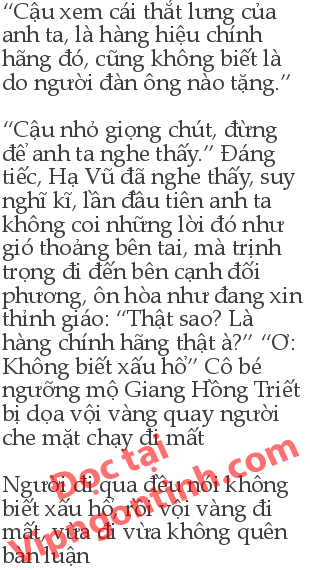 “Cậu xem cái thắt lưng của
anh ta, là hàng hiệu chính
hãng đó, cũng không biết là
do người đàn ông nào tặng.”
“Cậu nhỏ giọng chút, đừng
để anh ta nghe thấy.” Đáng
tiếc, Hạ Vũ đã nghe thấy, suy
nghĩ kĩ, lần đầu tiên anh ta
không coi những lời đó như
gió thoảng bên tai, mà trịnh
trọng đi đến bên cạnh đối
phương, ôn hòa như đang xin
thỉnh giáo: “Thật sao? Là
hàng chính hãng thật à?” “Ơ:
Không biết xấu hổ” Cô bé
ngưỡng mộ Giang Hồng Triết
bị dọa vội vàng quay người
che mặt chạy đi mất
Người đi qua đều nói không
biết xấu hổ, rồi vội vàng đi
mất, vừa đi vừa không quên
bàn luận
Đọc tại
Vipngontinh.com